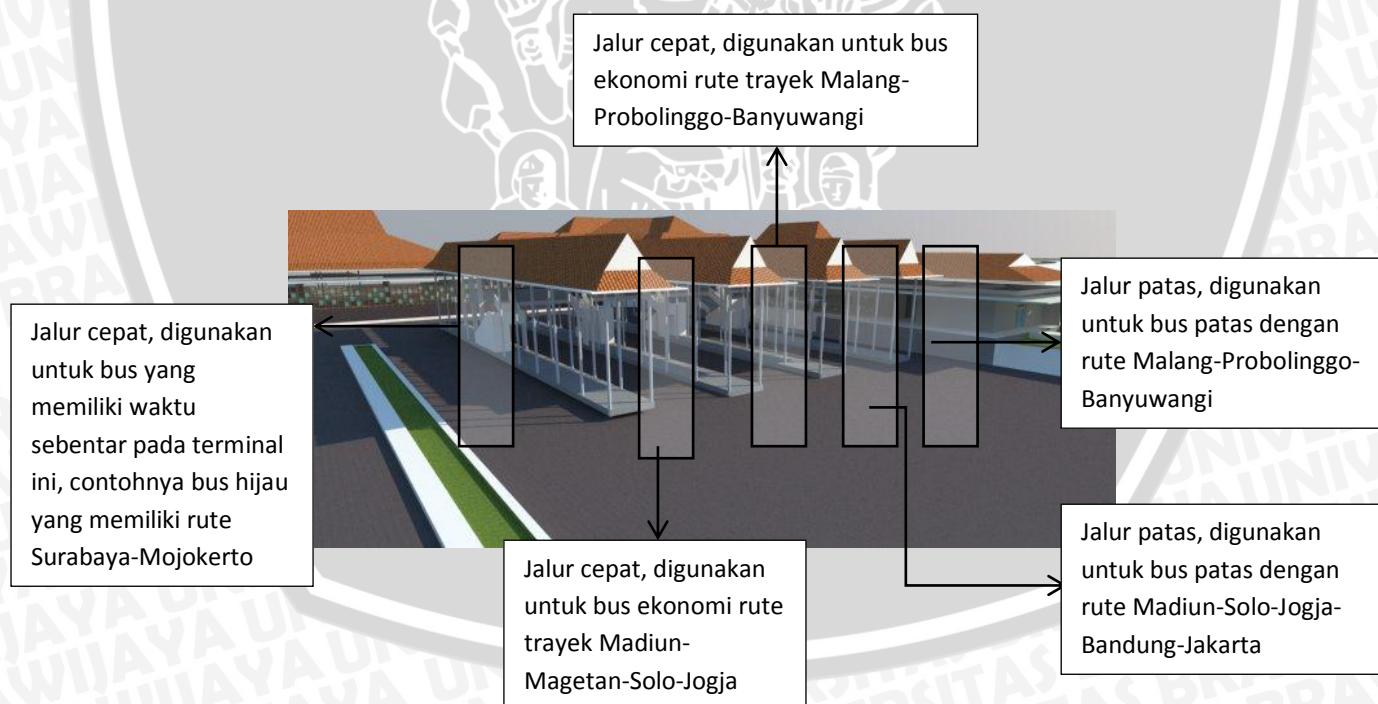 Jalur cepat, digunakan untuk bus
ekonomi rute trayek Malang-
Probolinggo-Banyuwangi
Jalur cepat, digunakan
untuk bus yang
memiliki waktu
sebentar pada terminal
ini, contohnya bus hijau
yang memiliki rute
Surabaya-Mojokerto
Jalur patas, digunakan
untuk bus patas dengan
rute Malang-Probolinggo-
Banyuwangi
Jalur cepat, digunakan
untuk bus ekonomi rute
trayek Madiun-
Magetan-Solo-Jogja
Jalur patas, digunakan
untuk bus patas dengan
rute Madiun-Solo-Jogja-
Bandung-Jakarta